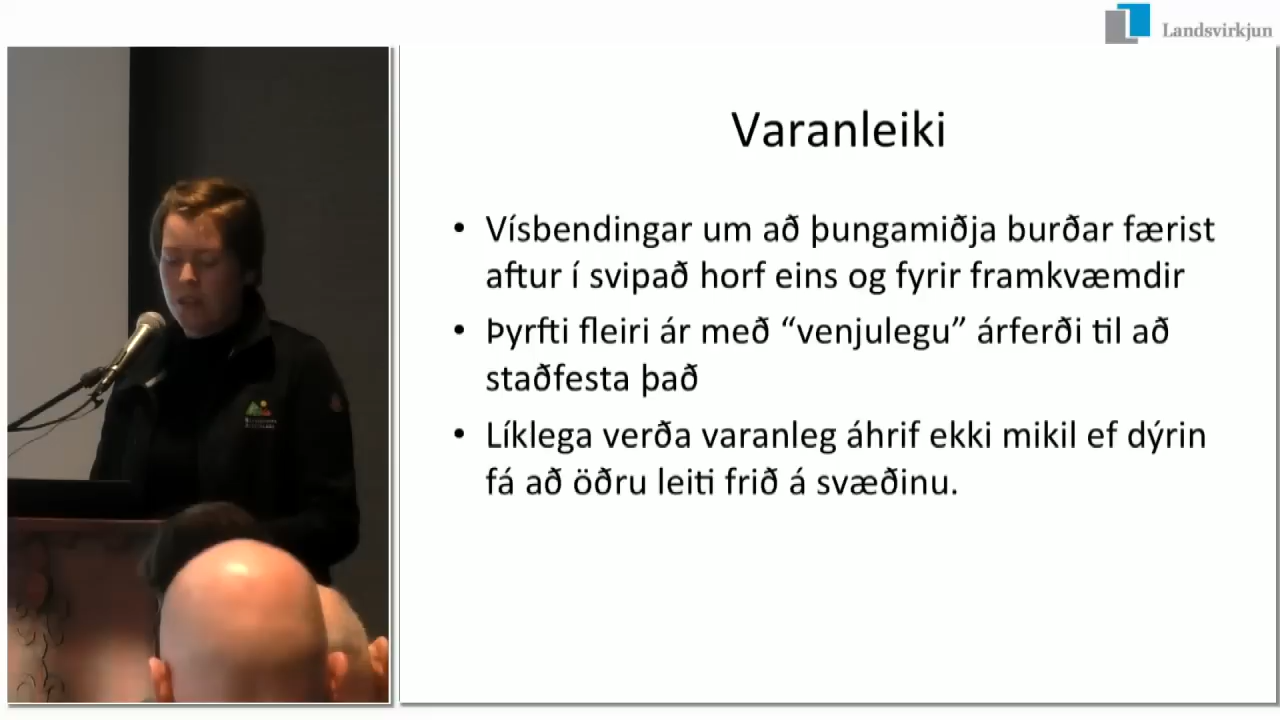 Landsvirkjun
Varanleiki
• Vísbendingar um að þungamiðja burðar færist
aftur í svipað horf eins og fyrir framkvæmdir
• Þyrfti fleiri ár með “venjulegu” árferði til að
staðfesta það
• Líklega verða varanleg áhrif ekki mikil ef dýrin
fá að öðru leiti frið á svæðinu.